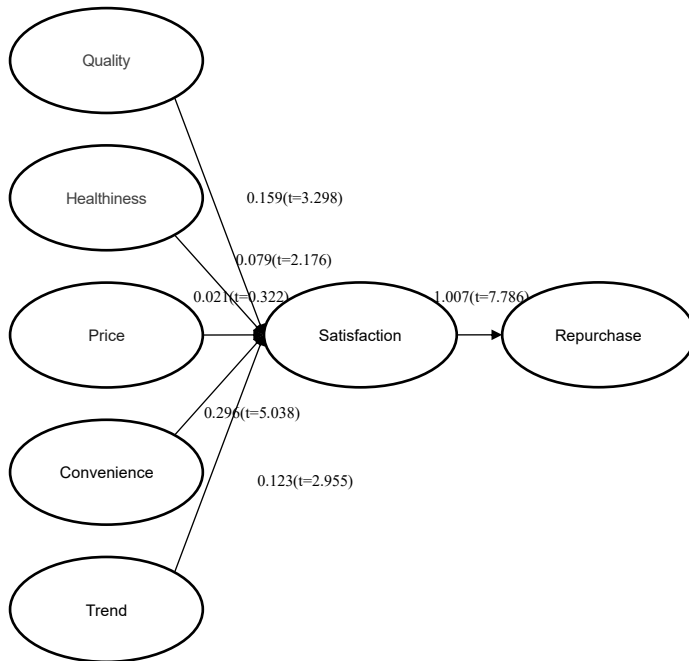 Quality
0.159(t=3.298)
Healthiness
0.079(t=2.176)
0.021(t=0.322)
1.007(t=7.786)
Price
Satisfaction
Repurchase
0.296(t=5.038)
Convenience
0.123(t=2.955)
Trend